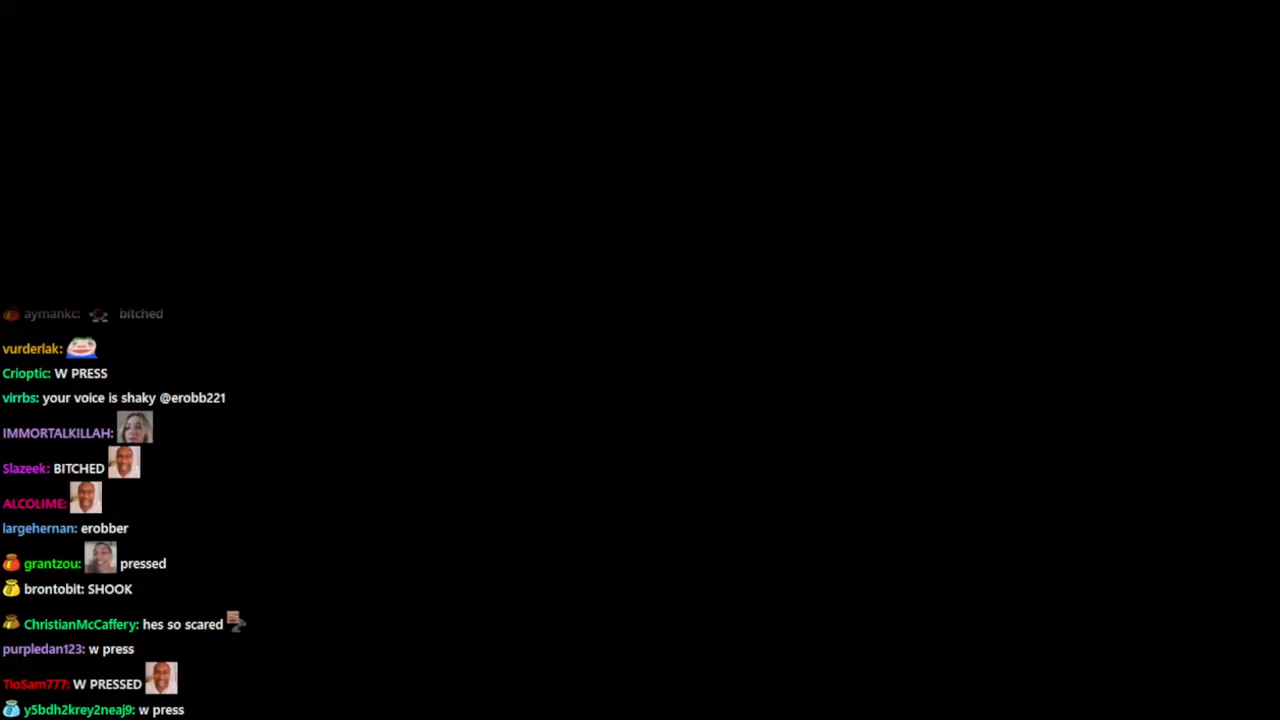 aymankc: bitched
vurderlak:
Crioptic: W PRESS
virrbs: your voice is shaky @erobb221
IMMORTALKILLAH:
Slazeek: BITCHED
ALCOLIME:
largehernan: erobber
grantzou: pressed
brontobit: SHOOK
ChristianMcCaffery: hes so scared
purpledan123: w press
TioSam777: W PRESSED
y5bdh2krey2neaj9: w press